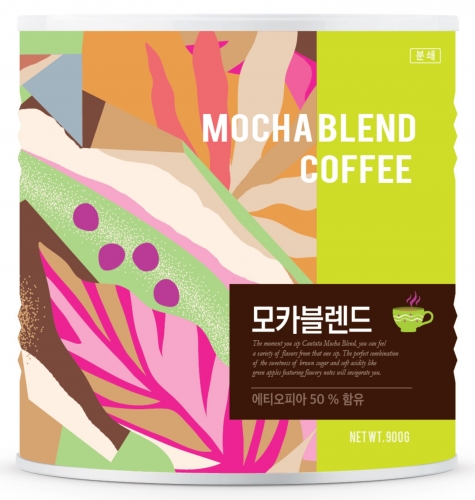 분쇄
MOCHA BLEND
COFFEE
모카블렌드
The moment you sip Cantata Mocha Blend, you can feel
a variety of flavors from that one sip. The perfect combination
of the sweetness of brown sugar and soft acidity like
green apples featuring flowery notes will invigorate you.
에티오피아 50 % 함유
NET WT. 900G